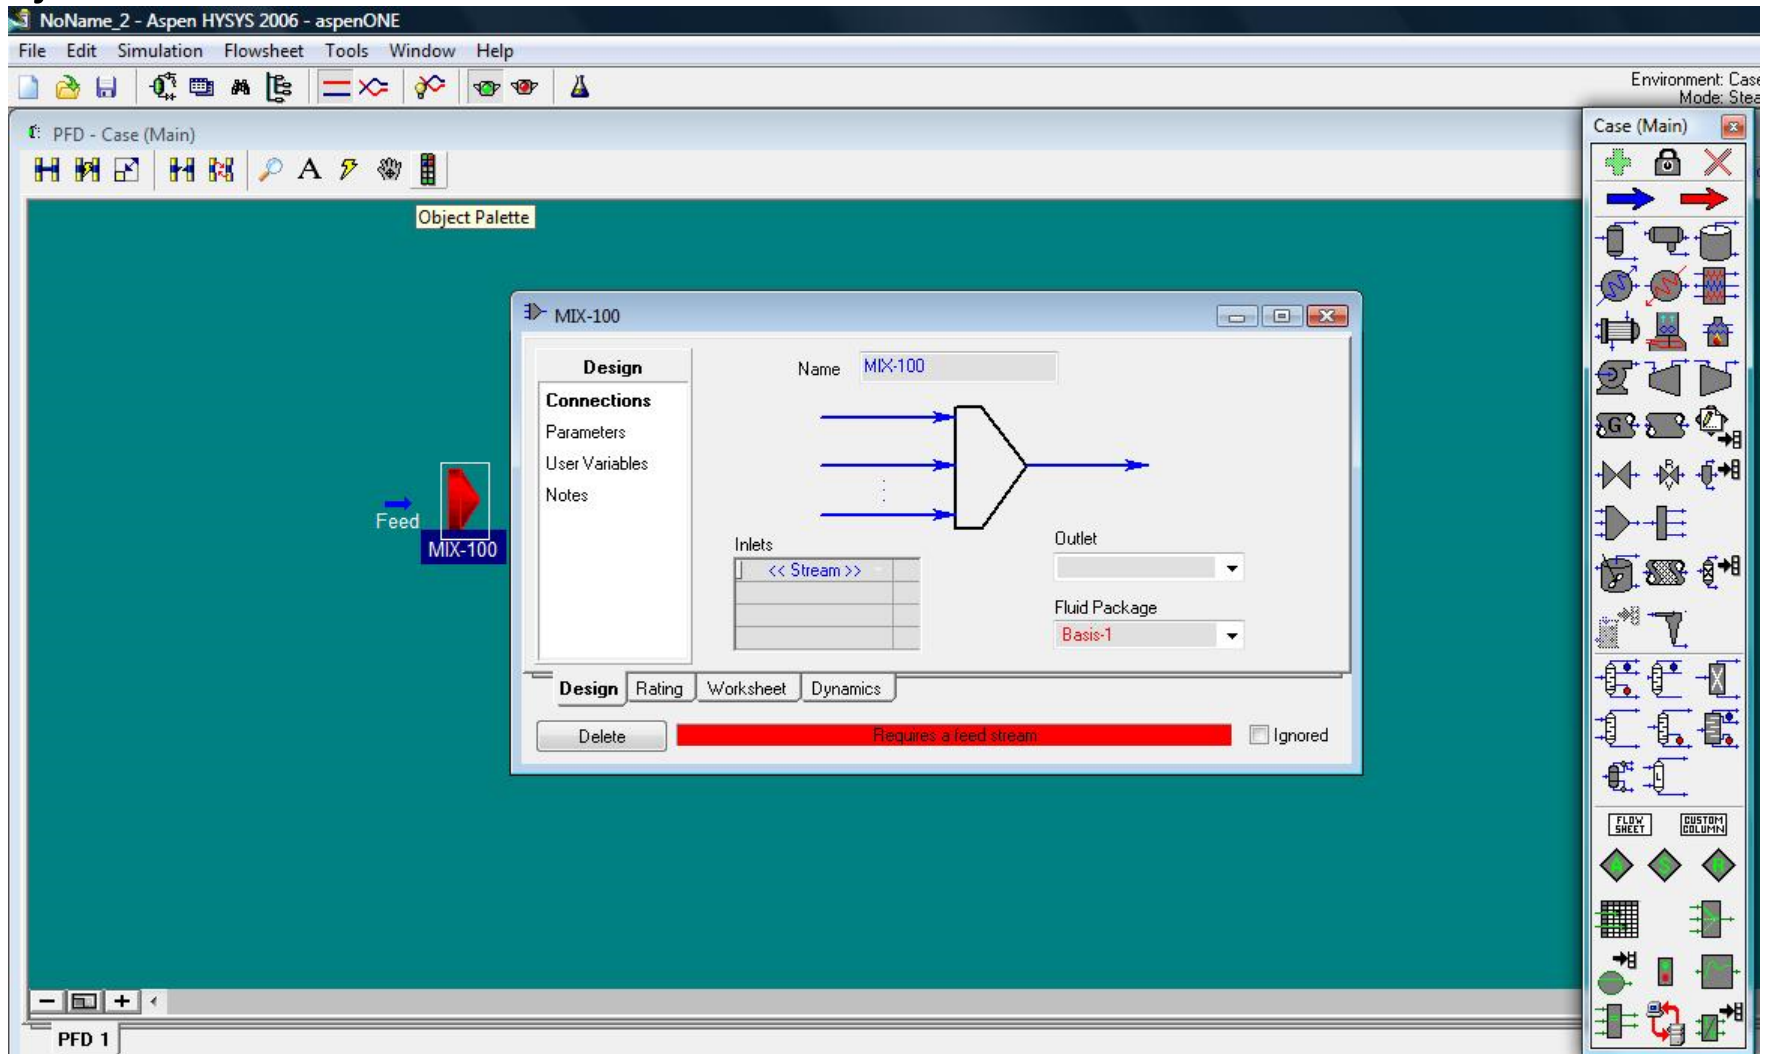 NoName_2 - Aspen HYSYS 2006 - aspenONE
File Edit Simulation Flowsheet Tools Window Help
Environment: Case
Mode: Stea
PFD - Case (Main)
Case (Main)
A
Object Palette
MIX-100
Design
Name MIX-100
Connections
Parameters
User Variables
Notes
Feed
MIX-100
Inlets
Outlet
<< Stream >>
Fluid Package
Basis-1
Design Rating Worksheet Dynamics
Delete
Requires a feed stream
Ignored
G
R
L
FLOW
SHEET
CUSTOM
COLUMN
A S R
PFD 1